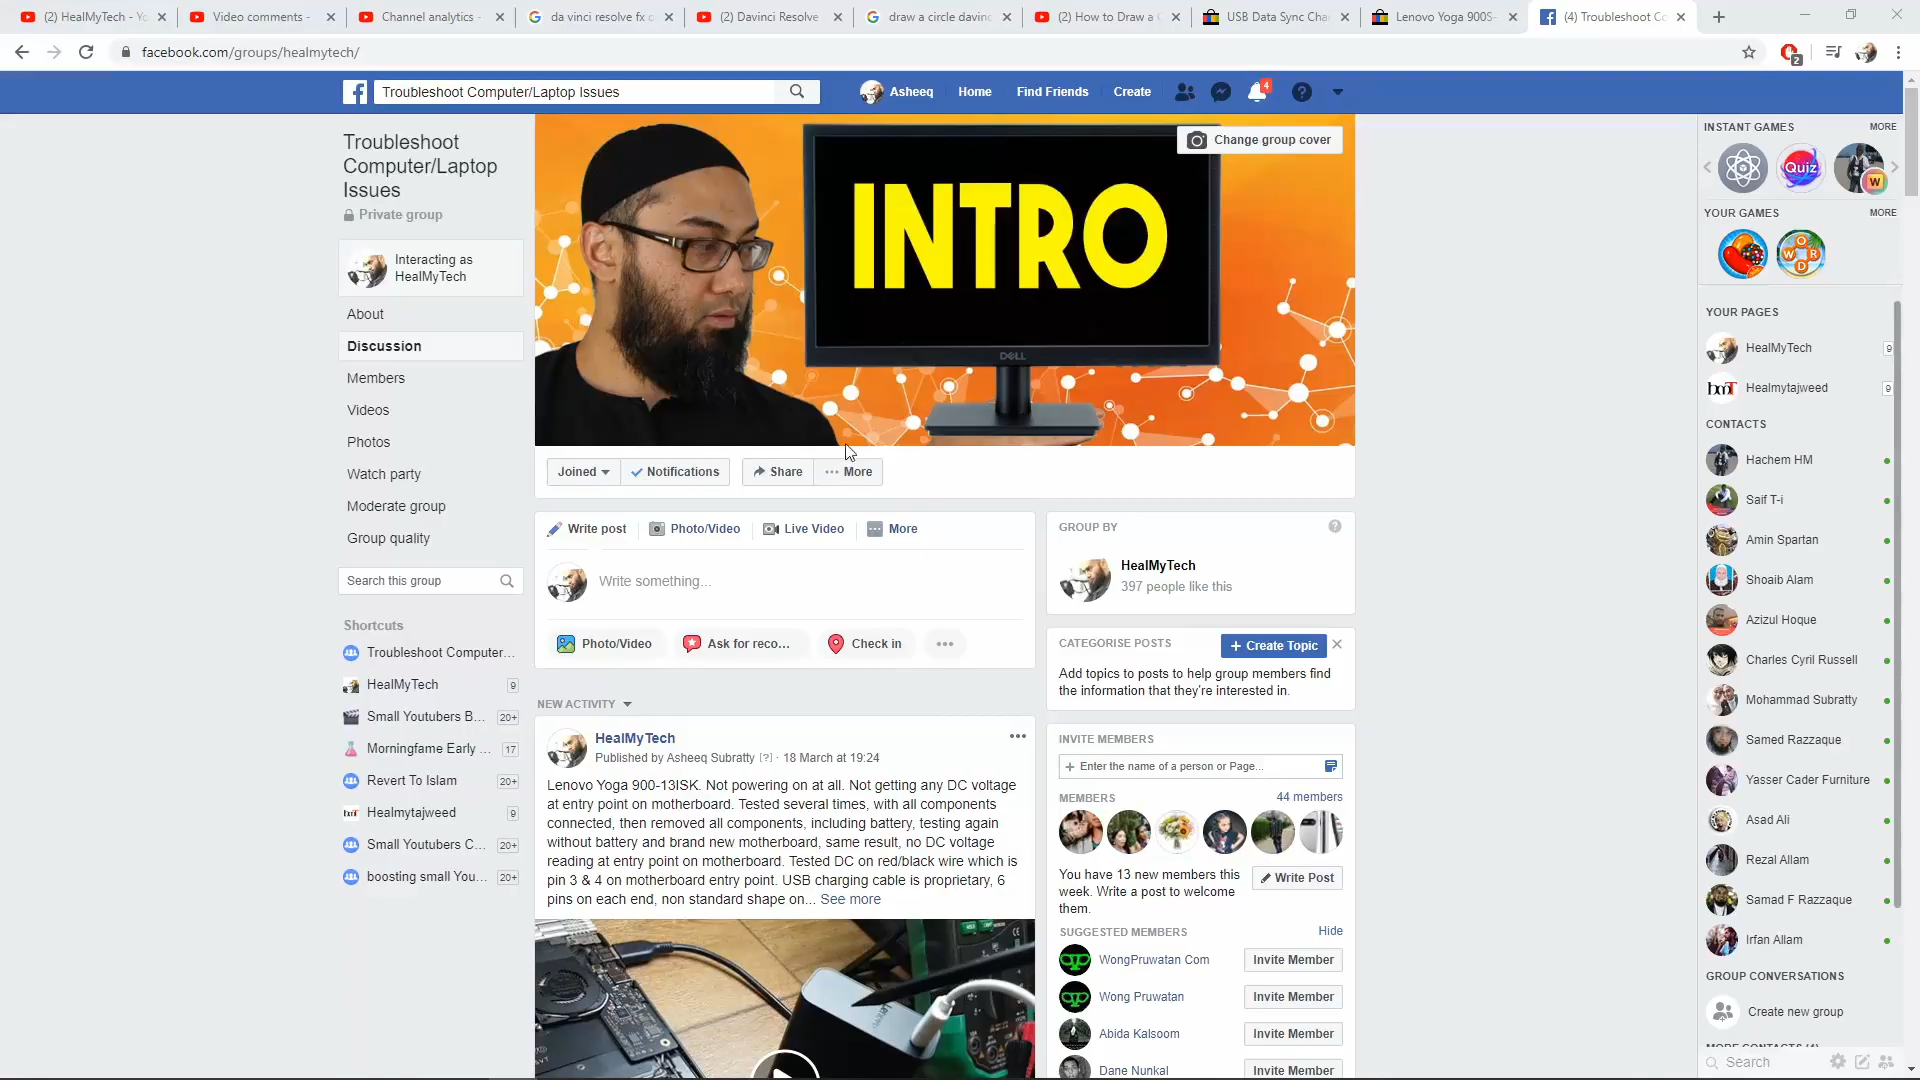 (2) HealMyTech - Yo
Video comments -
Channel analytics -
da vinci resolve fx
(2) Davinci Resolve
draw a circle davinc
(2) How to Draw a C
USB Data Sync Cha
Lenovo Yoga 900S-
(4) Troubleshoot Co
facebook.com/groups/healmytech/
2
Troubleshoot Computer/Laptop Issues
Asheeq
Home
Find Friends
Create
4
Troubleshoot
Computer/Laptop
Issues
Private group
Interacting as
HealMyTech
About
Discussion
Members
Videos
Photos
Watch party
Moderate group
Group quality
Search this group
Shortcuts
Troubleshoot Computer...
HealMyTech 9
Small Youtubers B... 20+
Morningfame Early ... 17
Revert To Islam 20+
Healmytajweed 9
Small Youtubers C... 20+
boosting small You... 20+
Change group cover
INTRO
DELL
Joined
Notifications
Share
More
Write post
Photo/Video
Live Video
More
Write something...
Photo/Video
Ask for reco...
Check in
NEW ACTIVITY
HealMyTech
Published by Asheeq Subratty [?] · 18 March at 19:24
Lenovo Yoga 900-13ISK. Not powering on at all. Not getting any DC voltage
at entry point on motherboard. Tested several times, with all components
connected, then removed all components, including battery, testing again
without battery and brand new motherboard, same result, no DC voltage
reading at entry point on motherboard. Tested DC on red/black wire which is
pin 3 & 4 on motherboard entry point. USB charging cable is proprietary, 6
pins on each end, non standard shape on... See more
GROUP BY
HealMyTech
397 people like this
CATEGORISE POSTS
+ Create Topic
Add topics to posts to help group members find
the information that they're interested in.
INVITE MEMBERS
+ Enter the name of a person or Page...
MEMBERS
44 members
You have 13 new members this
week. Write a post to welcome
them.
Write Post
SUGGESTED MEMBERS
Hide
WongPruwatan Com
Invite Member
Wong Pruwatan
Invite Member
Abida Kalsoom
Invite Member
Dane Nunkal
Invite Member
INSTANT GAMES
MORE
Quiz
W
YOUR GAMES
MORE
WORD
YOUR PAGES
HealMyTech 9
hmT Healmytajweed 9
CONTACTS
Hachem HM
Saif T-i
Amin Spartan
Shoaib Alam
Azizul Hoque
Charles Cyril Russell
Mohammad Subratty
Samed Razzaque
Yasser Cader Furniture
Asad Ali
Rezal Allam
Samad F Razzaque
Irfan Allam
GROUP CONVERSATIONS
Create new group
MORE CONTACTS (4)
Search